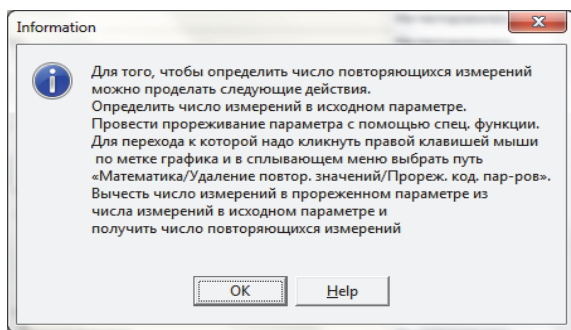 Information
Для того, чтобы определить число повторяющихся измерений
можно проделать следующие действия.
Определить число измерений в исходном параметре.
Провести прореживание параметра с помощью спец. функции.
Для перехода к которой надо кликнуть правой клавишей мыши
по метке графика и в сплывающем меню выбрать путь
«Математика/Удаление повтор. значений/Прореж. код. пар-ров».
Вычесть число измерений в прореженном параметре из
числа измерений в исходном параметре и
получить число повторяющихся измерений
OK
Help